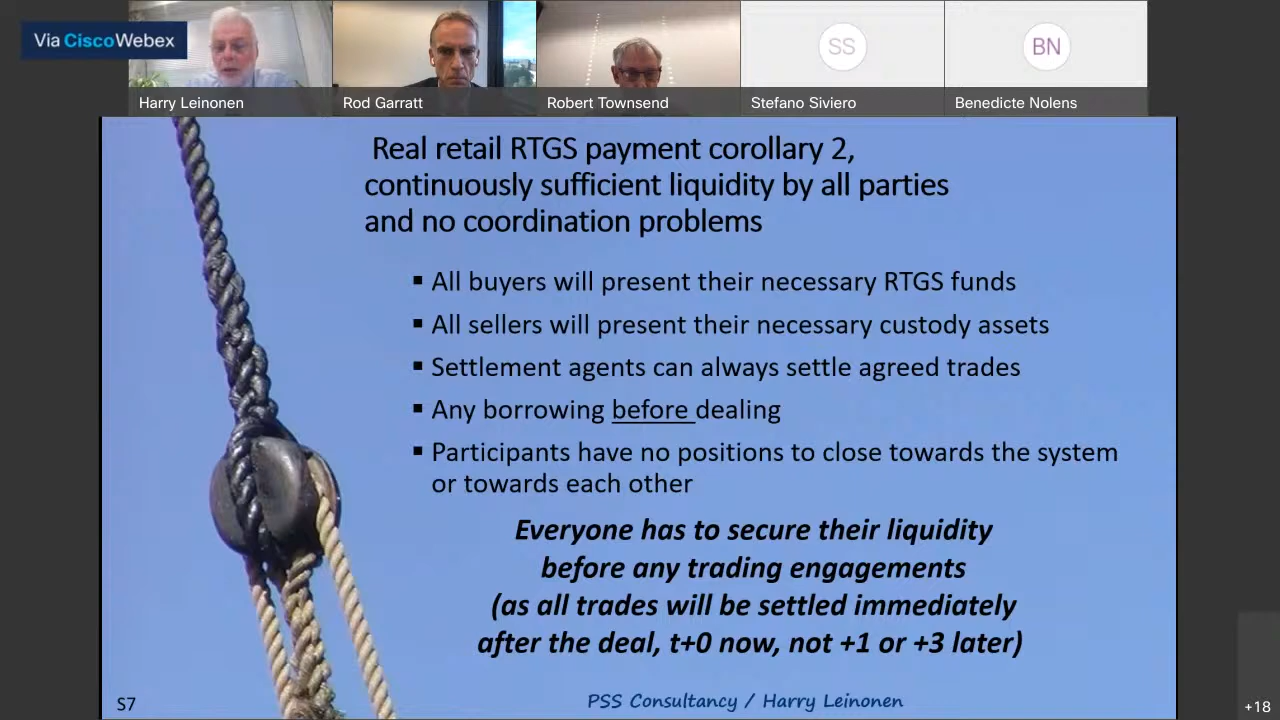 Via CiscoWebex
SS
BN
Harry Leinonen
Rod Garratt
Robert Townsend
Stefano Siviero
Benedicte Nolens
Real retail RTGS payment corollary 2,
continuously sufficient liquidity by all parties
and no coordination problems
▪ All buyers will present their necessary RTGS funds
▪ All sellers will present their necessary custody assets
▪ Settlement agents can always settle agreed trades
▪ Any borrowing before dealing
▪ Participants have no positions to close towards the system
or towards each other
Everyone has to secure their liquidity
before any trading engagements
(as all trades will be settled immediately
after the deal, t+0 now, not +1 or +3 later)
S7
PSS Consultancy / Harry Leinonen
+18